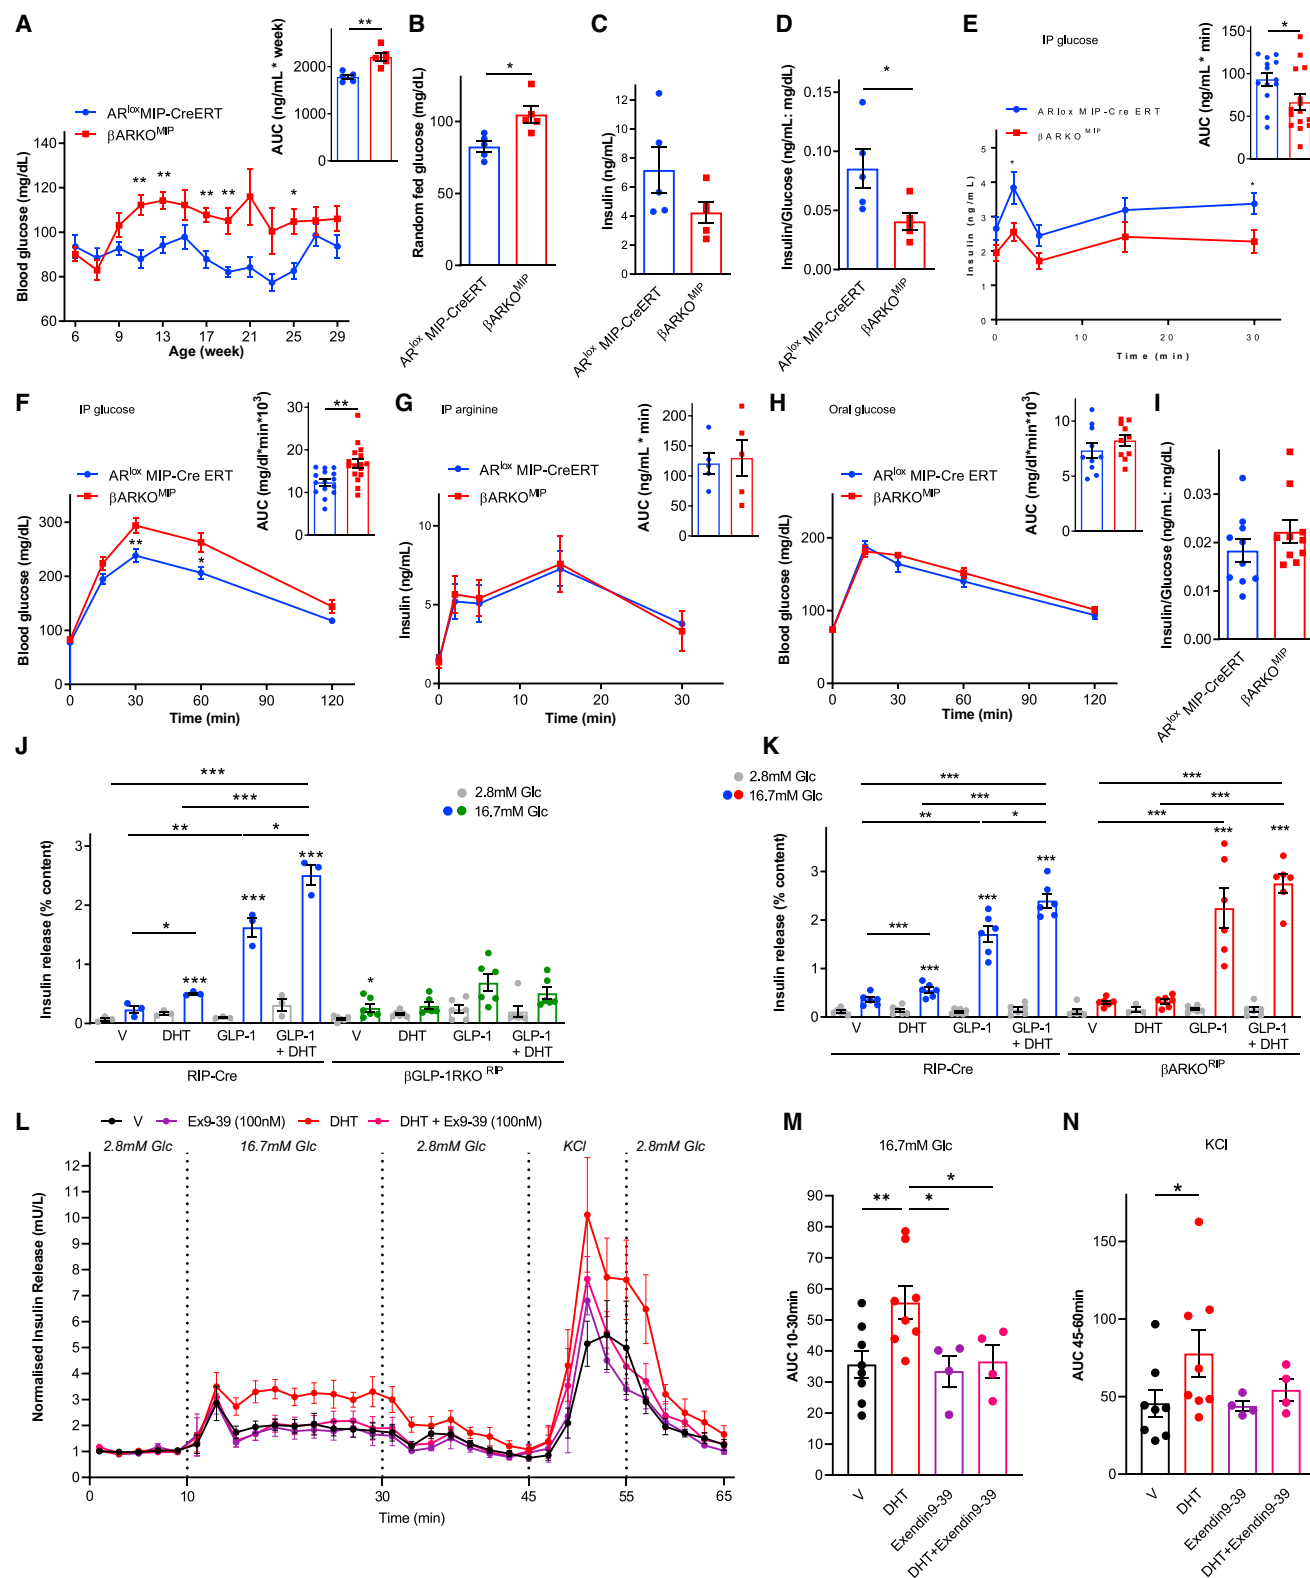 A
AUC (ng/mL * week)
2000
1000
0
**
AR^lox MIP-CreERT
βARKO^MIP
Blood glucose (mg/dL)
140
120
100
80
60
** ** ** ** *
6 9 13 17 21 25 29
Age (week)
B
Random fed glucose (mg/dL)
150
100
50
0
*
AR^lox MIP-CreERT
βARKO^MIP
C
Insulin (ng/mL)
12
10
8
6
4
2
0
AR^lox MIP-CreERT
βARKO^MIP
D
Insulin/Glucose (ng/mL: mg/dL)
0.15
0.10
0.05
0.00
*
AR^lox MIP-CreERT
βARKO^MIP
E
IP glucose
AUC (ng/mL * min)
150
100
50
0
*
ARlox MIP-Cre ERT
βARKO^MIP
Insulin (ng/mL)
5
4
3
2
1
0
* *
0 10 20 30
Time (min)
F
IP glucose
AUC (mg/dl*min*10^3)
30
20
10
0
**
AR^lox MIP-Cre ERT
βARKO^MIP
Blood glucose (mg/dL)
300
200
100
0
** *
0 30 60 90 120
Time (min)
G
IP arginine
AUC (ng/mL * min)
200
150
100
50
0
AR^lox MIP-CreERT
βARKO^MIP
Insulin (ng/mL)
10
5
0
0 10 20 30
Time (min)
H
Oral glucose
AUC (mg/dl*min*10^3)
10
5
0
AR^lox MIP-Cre ERT
βARKO^MIP
Blood glucose (mg/dL)
300
200
100
0
0 30 60 90 120
Time (min)
I
Insulin/Glucose (ng/mL: mg/dL)
0.03
0.02
0.01
0.00
AR^lox MIP-CreERT
βARKO^MIP
J
2.8mM Glc
16.7mM Glc
***
***
** *
* *** *** *** *
Insulin release (% content)
3
2
1
0
V DHT GLP-1 GLP-1 + DHT V DHT GLP-1 GLP-1 + DHT
RIP-Cre βGLP-1RKO^RIP
K
2.8mM Glc
16.7mM Glc
*** ***
*** ***
** * ***
*** *** *** *** *** ***
Insulin release (% content)
3
2
1
0
V DHT GLP-1 GLP-1 + DHT V DHT GLP-1 GLP-1 + DHT
RIP-Cre βARKO^RIP
L
V Ex9-39 (100nM) DHT DHT + Ex9-39 (100nM)
2.8mM Glc 16.7mM Glc 2.8mM Glc KCl 2.8mM Glc
Normalised Insulin Release (mU/L)
12
11
10
9
8
7
6
5
4
3
2
1
0
0 10 30 45 55 65
Time (min)
M
16.7mM Glc
*
** *
AUC 10-30min
90
80
70
60
50
40
30
20
10
0
V
DHT
Exendin9-39
DHT+Exendin9-39
N
KCl
*
AUC 45-60min
150
100
50
0
V
DHT
Exendin9-39
DHT+Exendin9-39